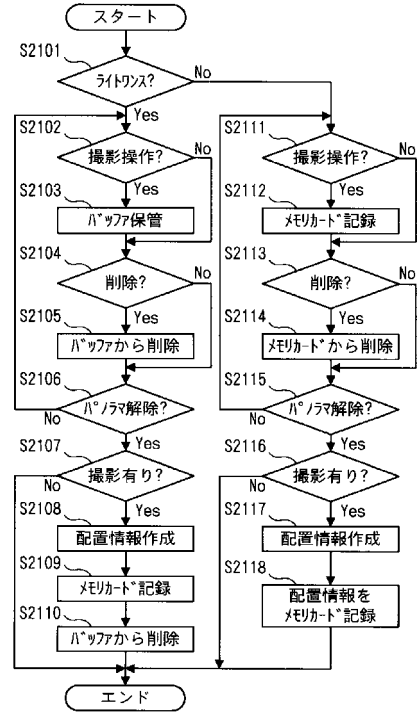 スタート
S2101
ライトワンス?
No
Yes
S2102
撮影操作?
No
Yes
S2103
バッファ保管
S2104
削除?
No
Yes
S2105
バッファから削除
S2106
パノラマ解除?
No
Yes
S2107
撮影有り?
No
Yes
S2108
配置情報作成
S2109
メモリカード記録
S2110
バッファから削除
S2111
撮影操作?
No
Yes
S2112
メモリカード記録
S2113
削除?
No
Yes
S2114
メモリカードから削除
S2115
パノラマ解除?
No
Yes
S2116
撮影有り?
No
Yes
S2117
配置情報作成
S2118
配置情報を
メモリカード記録
エンド